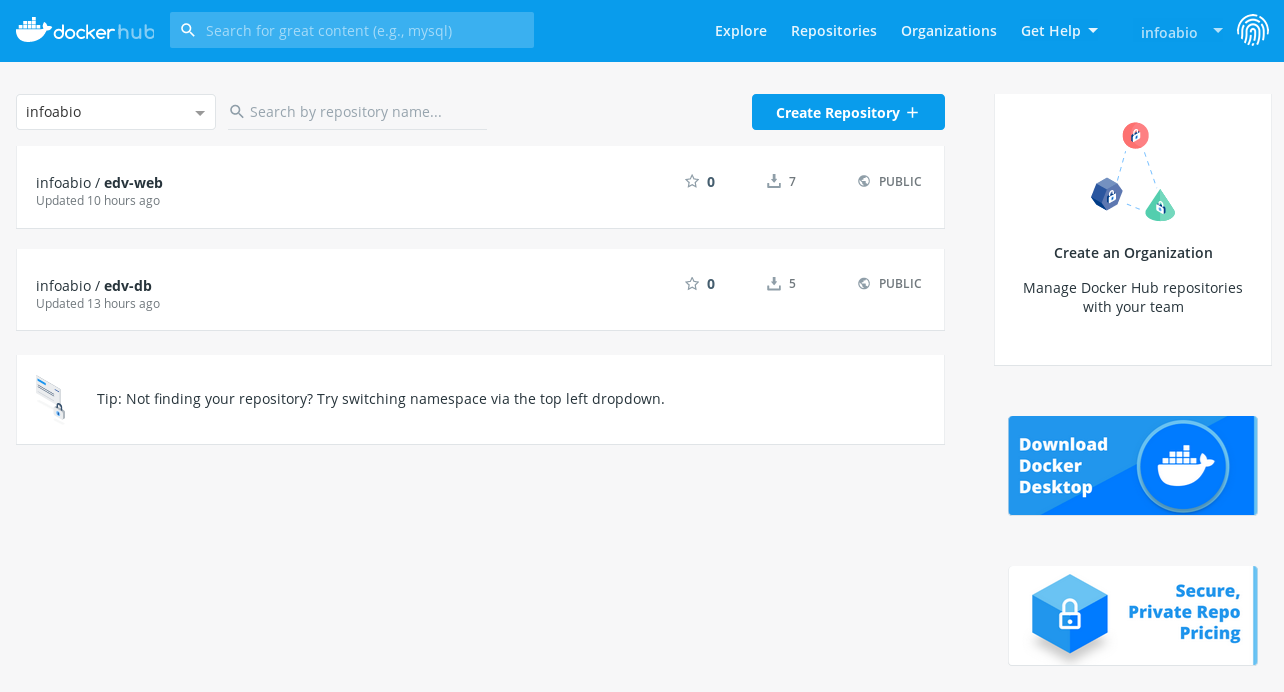 dockerhub
Search for great content (e.g., mysql)
Explore
Repositories
Organizations
Get Help
infoabio
infoabio
Search by repository name...
Create Repository +
infoabio / edv-web
Updated 10 hours ago
0
7
PUBLIC
infoabio / edv-db
Updated 13 hours ago
0
5
PUBLIC
Tip: Not finding your repository? Try switching namespace via the top left dropdown.
Create an Organization
Manage Docker Hub repositories
with your team
Download
Docker
Desktop
Secure,
Private Repo
Pricing